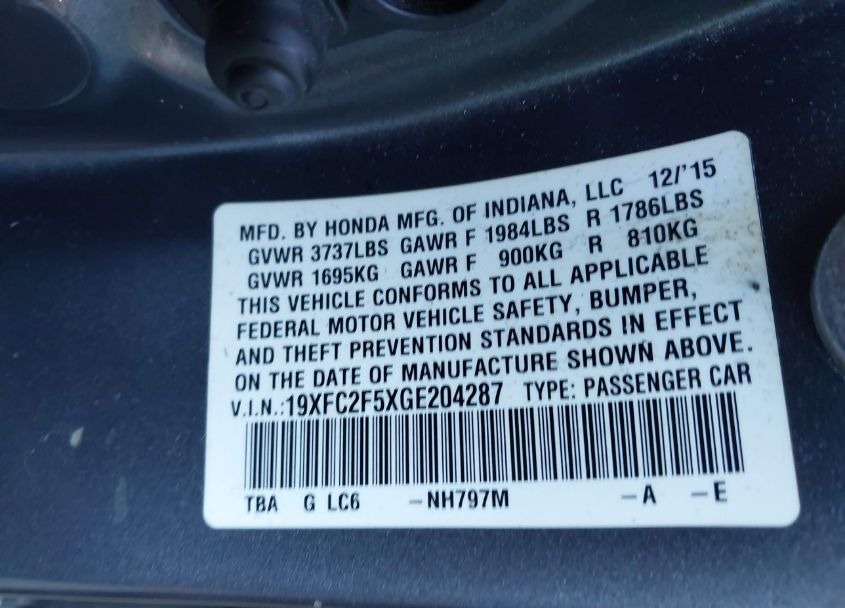 MFD. BY HONDA MFG. OF INDIANA, LLC 12/'15
GVWR 3737LBS GAWR F 1984LBS R 1786LBS
GVWR 1695KG GAWR F 900KG R 810KG
THIS VEHICLE CONFORMS TO ALL APPLICABLE
FEDERAL MOTOR VEHICLE SAFETY, BUMPER,
AND THEFT PREVENTION STANDARDS IN EFFECT
ON THE DATE OF MANUFACTURE SHOWN ABOVE.
V.I.N.:19XFC2F5XGE204287 TYPE: PASSENGER CAR
TBA G LC6 -NH797M -A -E